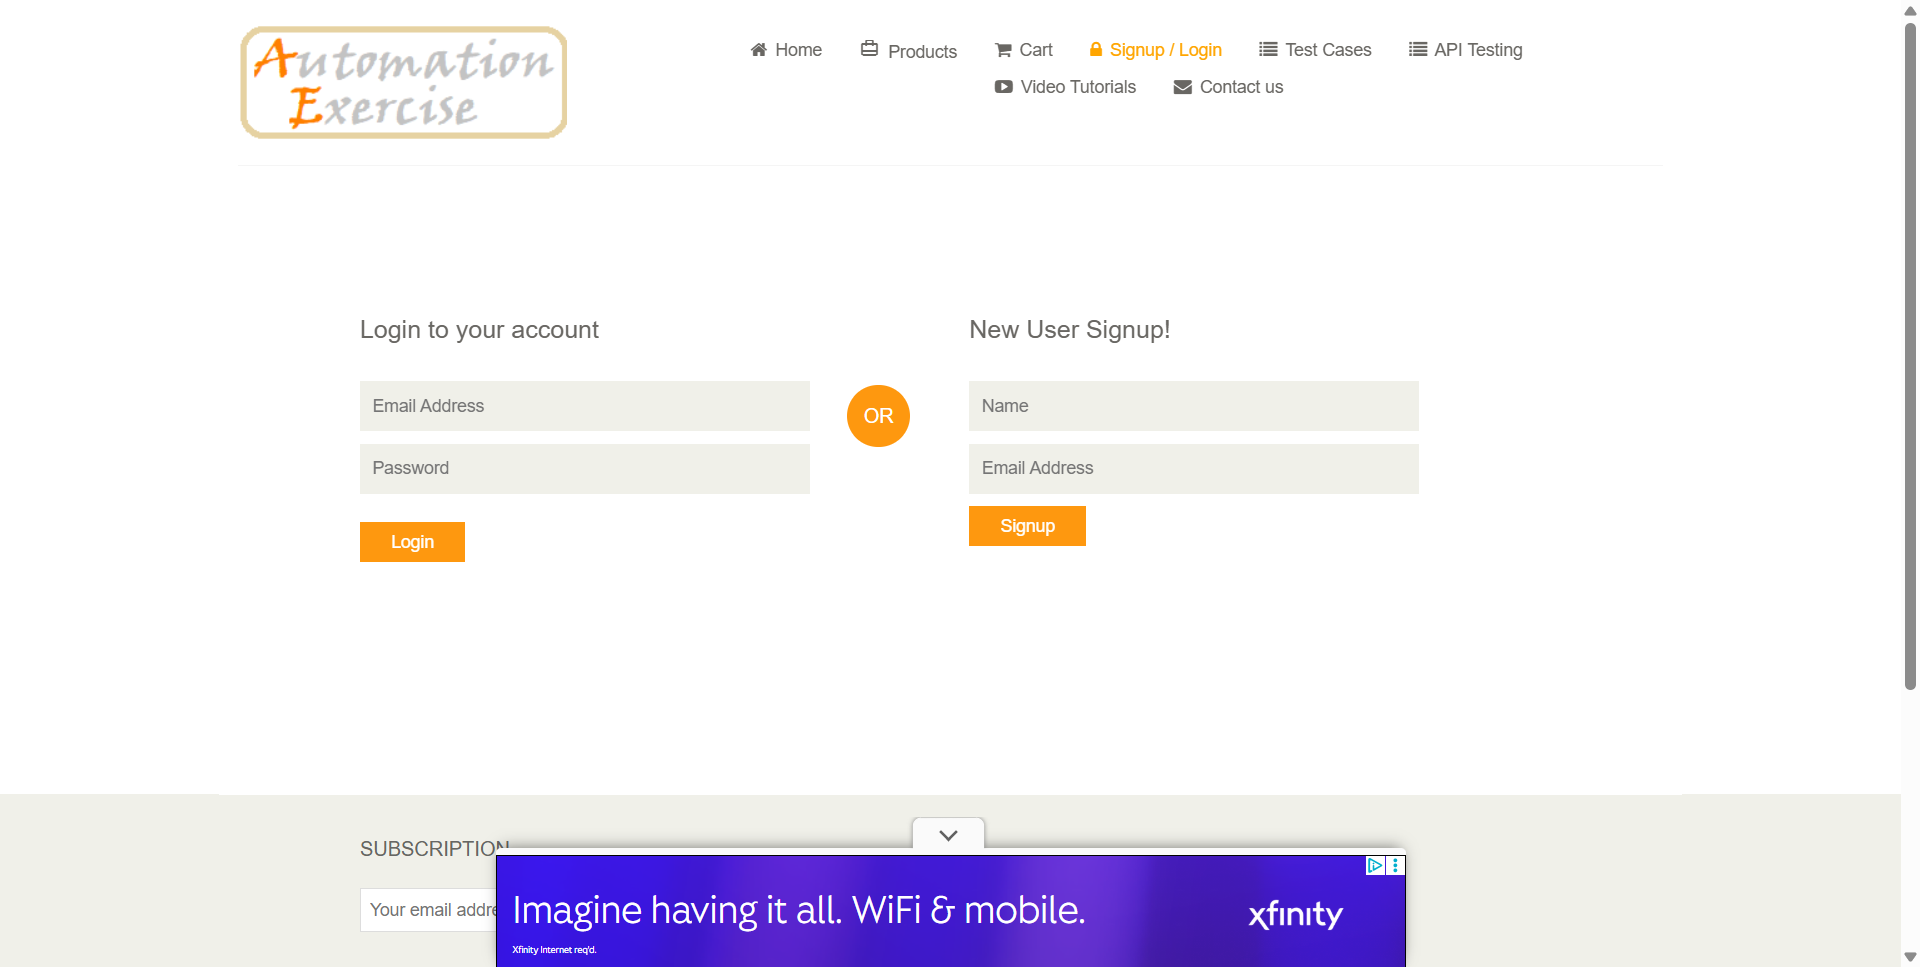 Automation
Exercise
Home
Products
Cart
Signup / Login
Test Cases
API Testing
Video Tutorials
Contact us
Login to your account
New User Signup!
Email Address
Password
Login
OR
Name
Email Address
Signup
SUBSCRIPTION
Your email addre
Imagine having it all. WiFi & mobile.
Xfinity Internet req'd.
xfinity